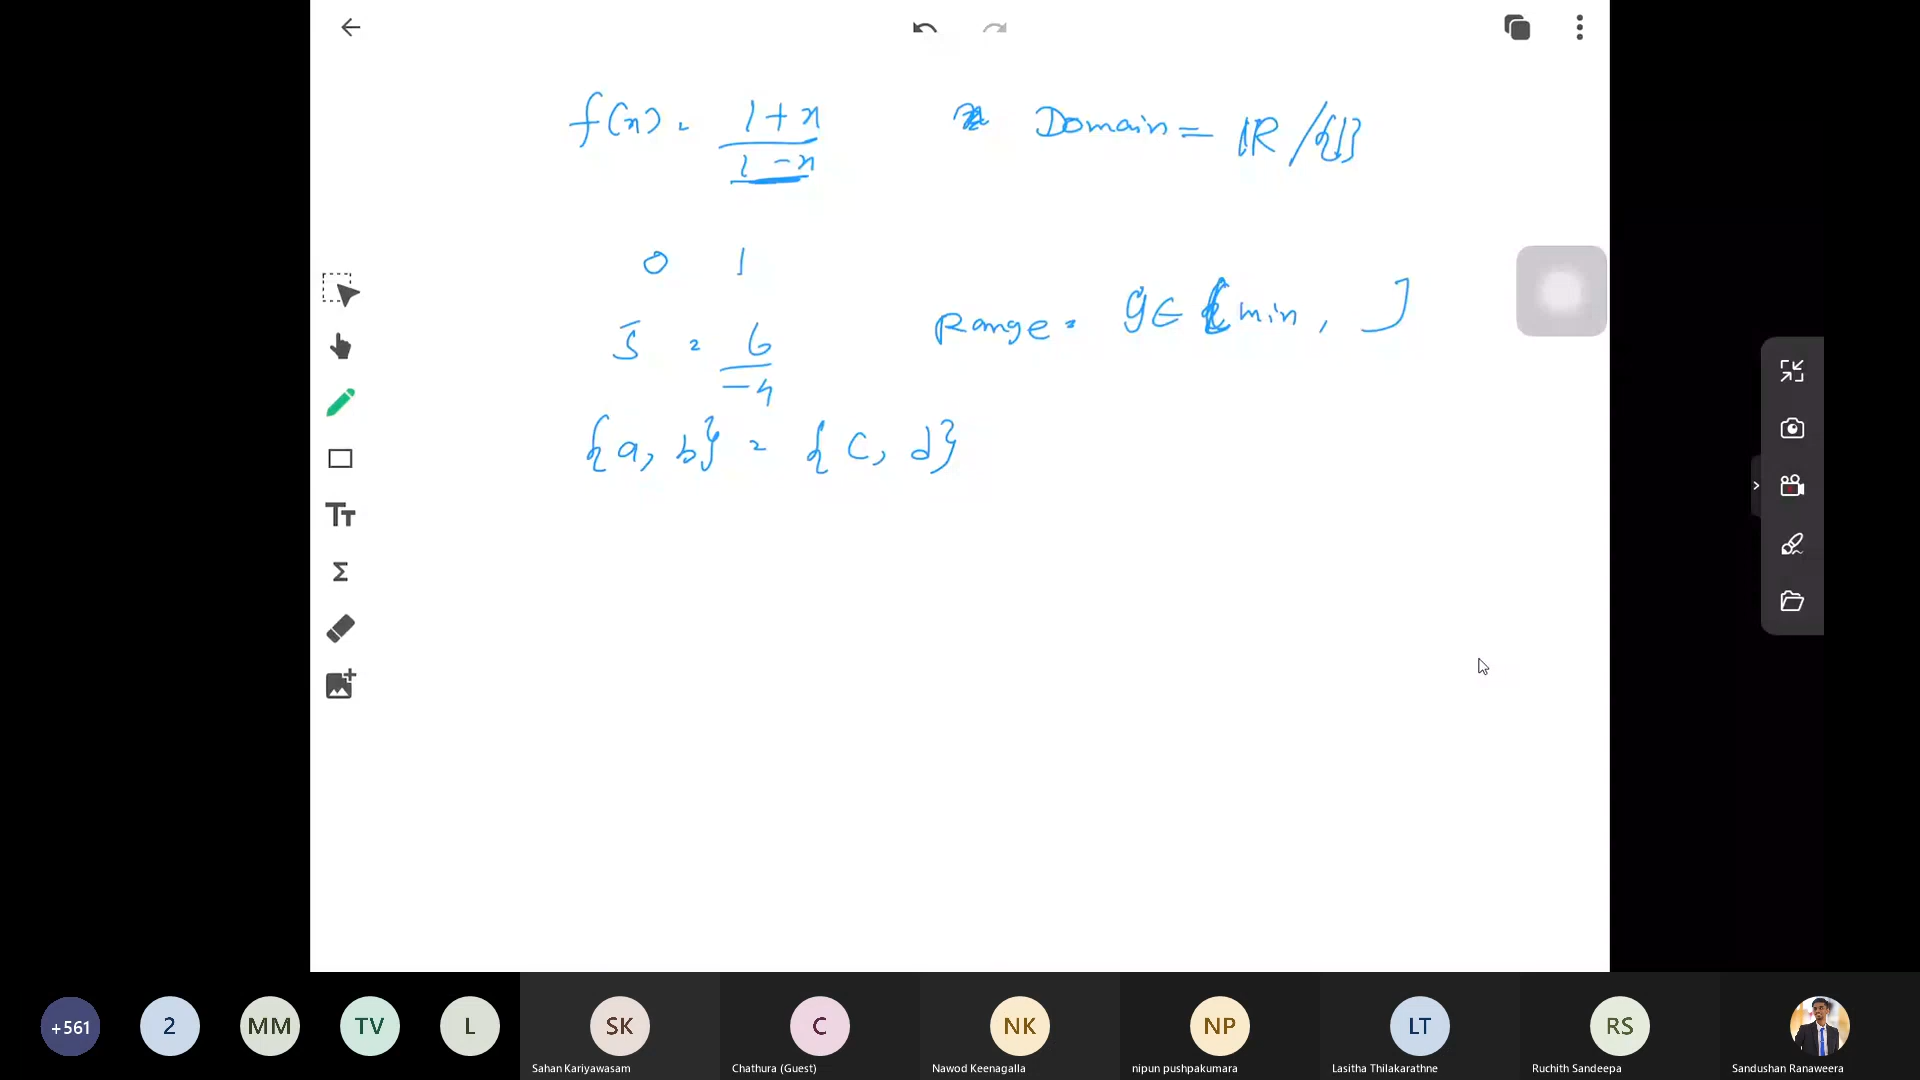 f(x) = 1+x / 1-x Domain = ℝ /{1}
0 1
5 = 6 / -4 Range = y ∈ [min, ]
{a, b} = {c, d}
Tт
Σ
+561 2 MM TV L SK C NK NP LT RS
Sahan Kariyawasam Chathura (Guest) Nawod Keenagalla nipun pushpakumara Lasitha Thilakarathne Ruchith Sandeepa Sandushan Ranaweera